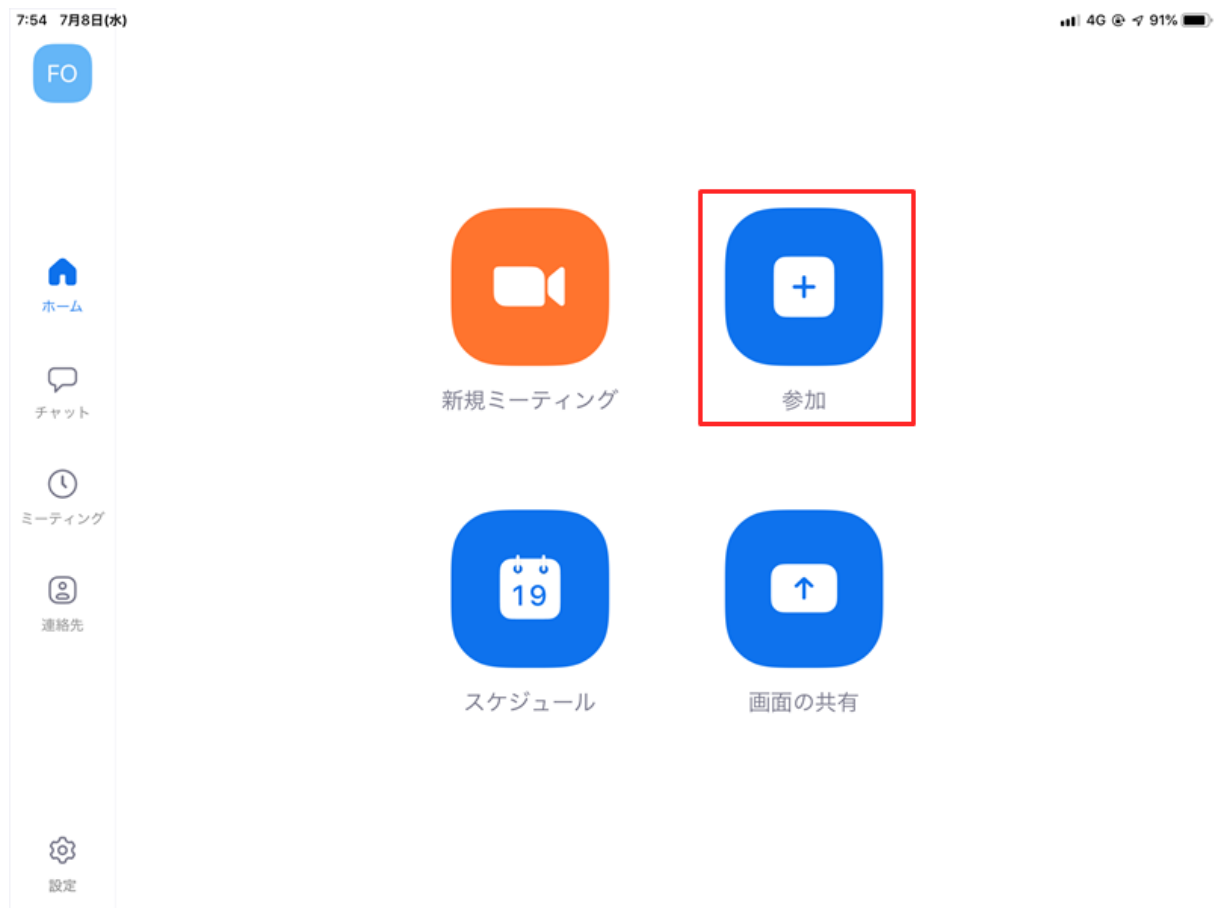 7:54 7月8日(水)
4G 91%
FO
ホーム
チャット
ミーティング
連絡先
設定
新規ミーティング
参加
19
スケジュール
画面の共有